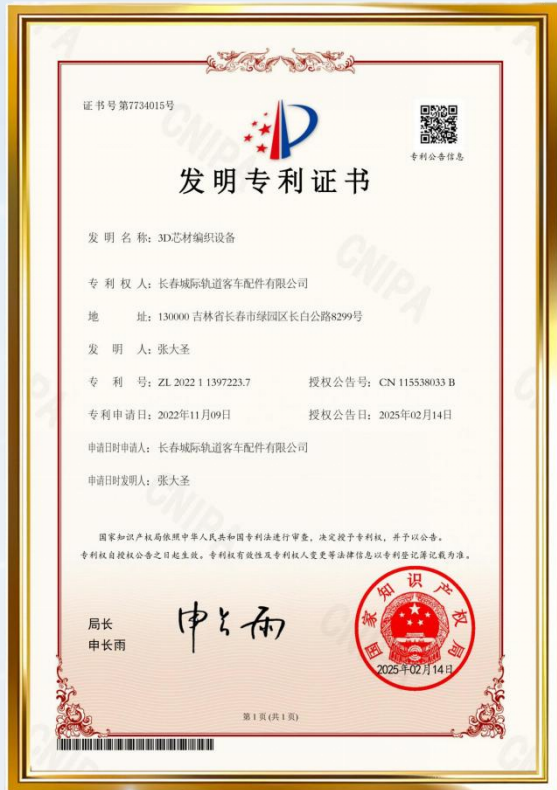 证书号第7734015号
专利公告信息
发明专利证书
发明名称：3D芯材编织设备
专利权人：长春城际轨道客车配件有限公司
地址：130000 吉林省长春市绿园区长白公路8299号
发明人：张大圣
专利号：ZL 2022 1 1397223.7 授权公告号：CN 115538033 B
专利申请日：2022年11月09日 授权公告日：2025年02月14日
申请日时申请人：长春城际轨道客车配件有限公司
申请日时发明人：张大圣
国家知识产权局依照中华人民共和国专利法进行审查，决定授予专利权，并予以公告。
专利权自授权公告之日起生效。专利权有效性及专利权人变更等法律信息以专利登记簿记载为准。
局长
申长雨
申长雨
国家知识产权局
2025年02月14日
第1页(共1页)
CNIPA
CNIPA
CNIPA